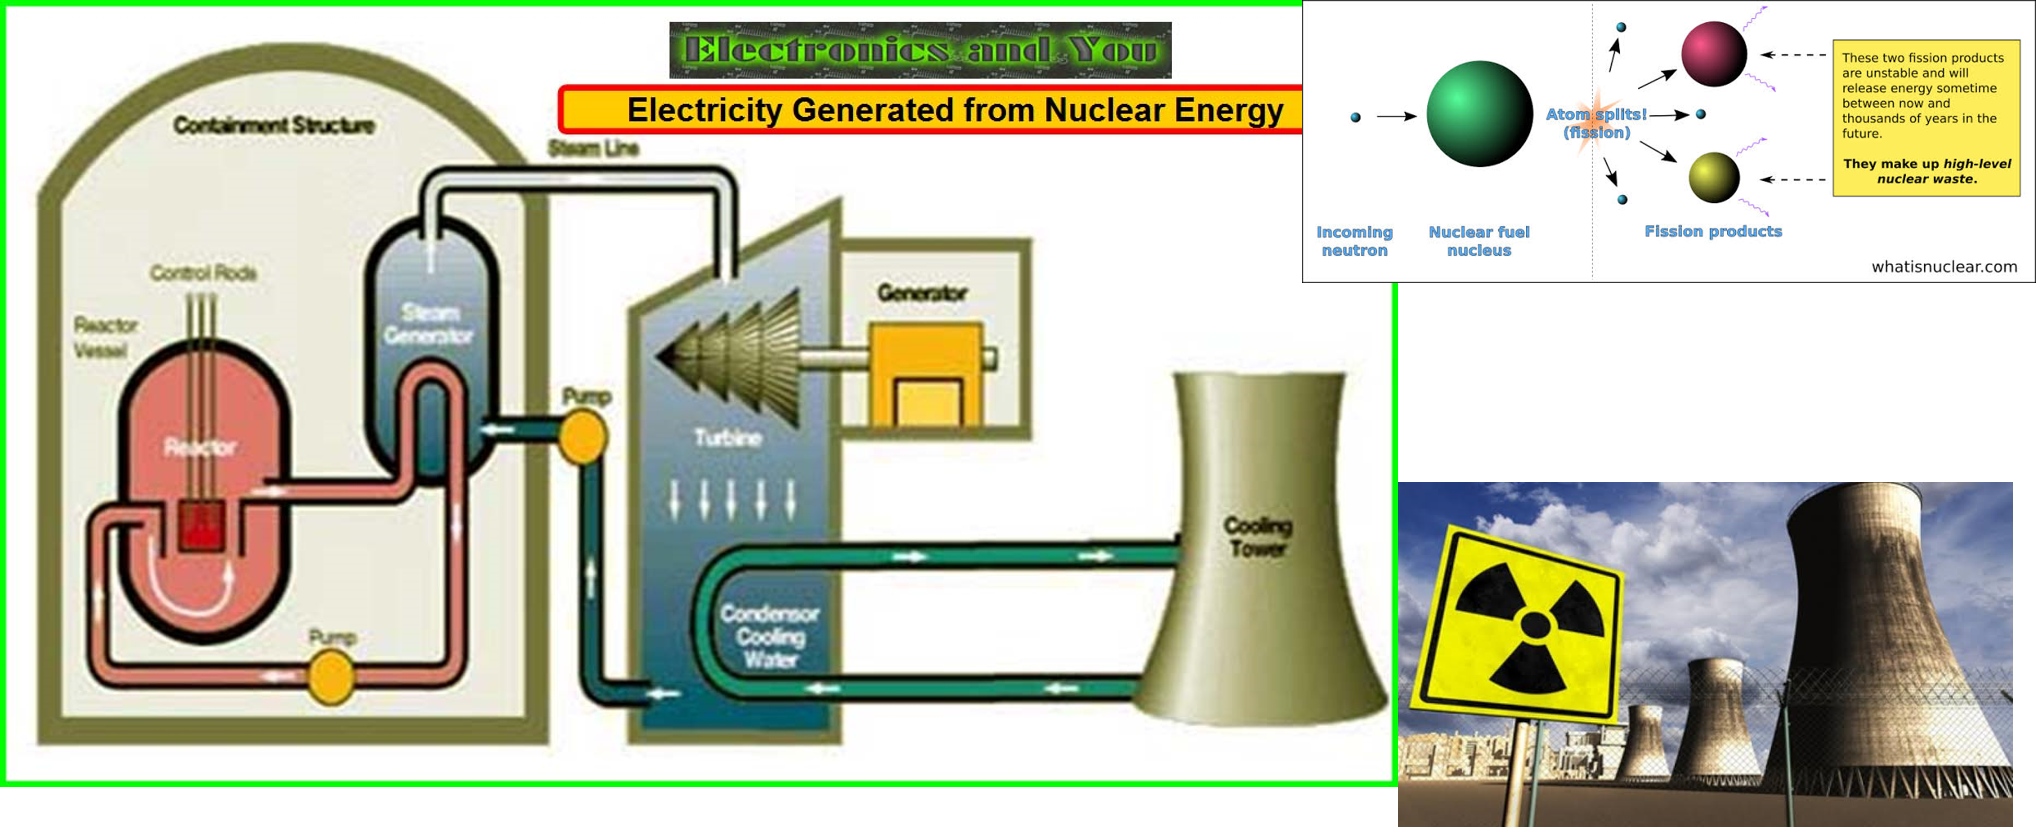 Electronics and You
Electricity Generated from Nuclear Energy
Containment Structure
Steam Line
Control Rods
Reactor
Vessel
Steam
Generator
Generator
Pump
Reactor
Turbine
Cooling
Tower
Condensor
Cooling
Water
Pump
Atom splits!
(fission)
Incoming
neutron
Nuclear fuel
nucleus
Fission products
These two fission products
are unstable and will
release energy sometime
between now and
thousands of years in the
future.
They make up high-level
nuclear waste.
whatisnuclear.com